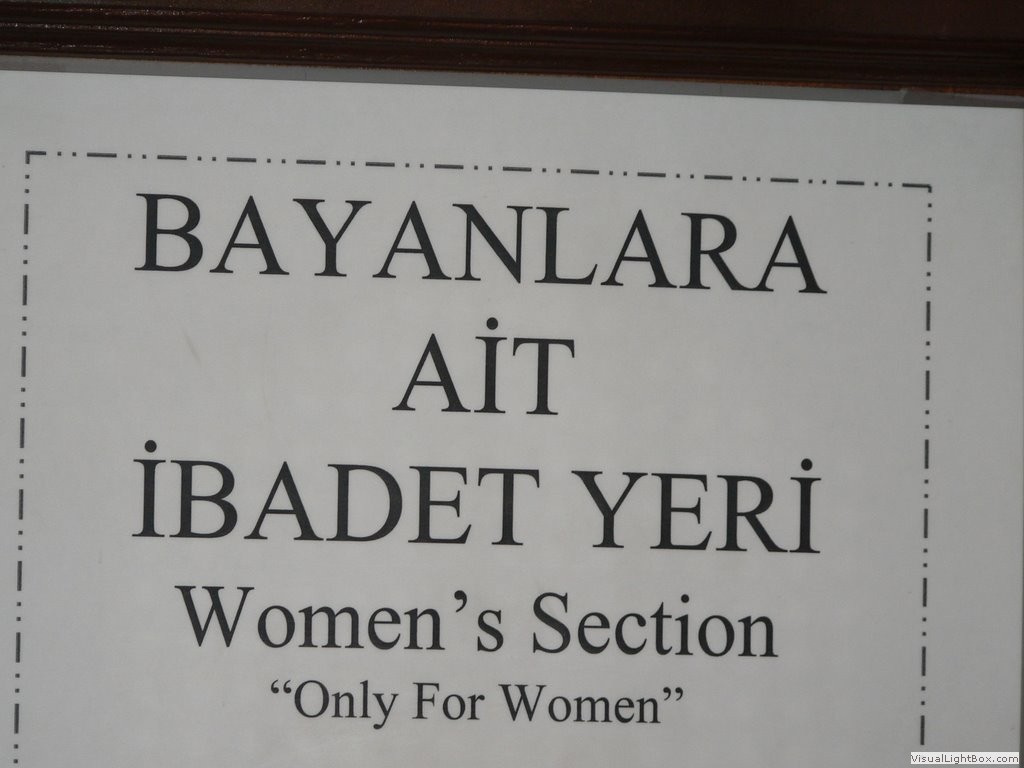 BAYANLARA
AİT
İBADET YERİ
Women’s Section
“Only For Women”
VisualLightBox.com